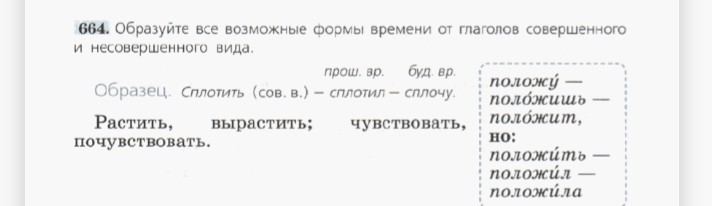 664. Образуйте все возможные формы времени от глаголов совершенного
и несовершенного вида.
прош. вр. буд. вр.
Образец. Сплотить (сов. в.) — сплотил — сплочу.
Растить, вырастить; чувствовать,
почувствовать.
положу́ —
поло́жишь —
поло́жит,
но:
положи́ть —
положи́л —
положи́ла